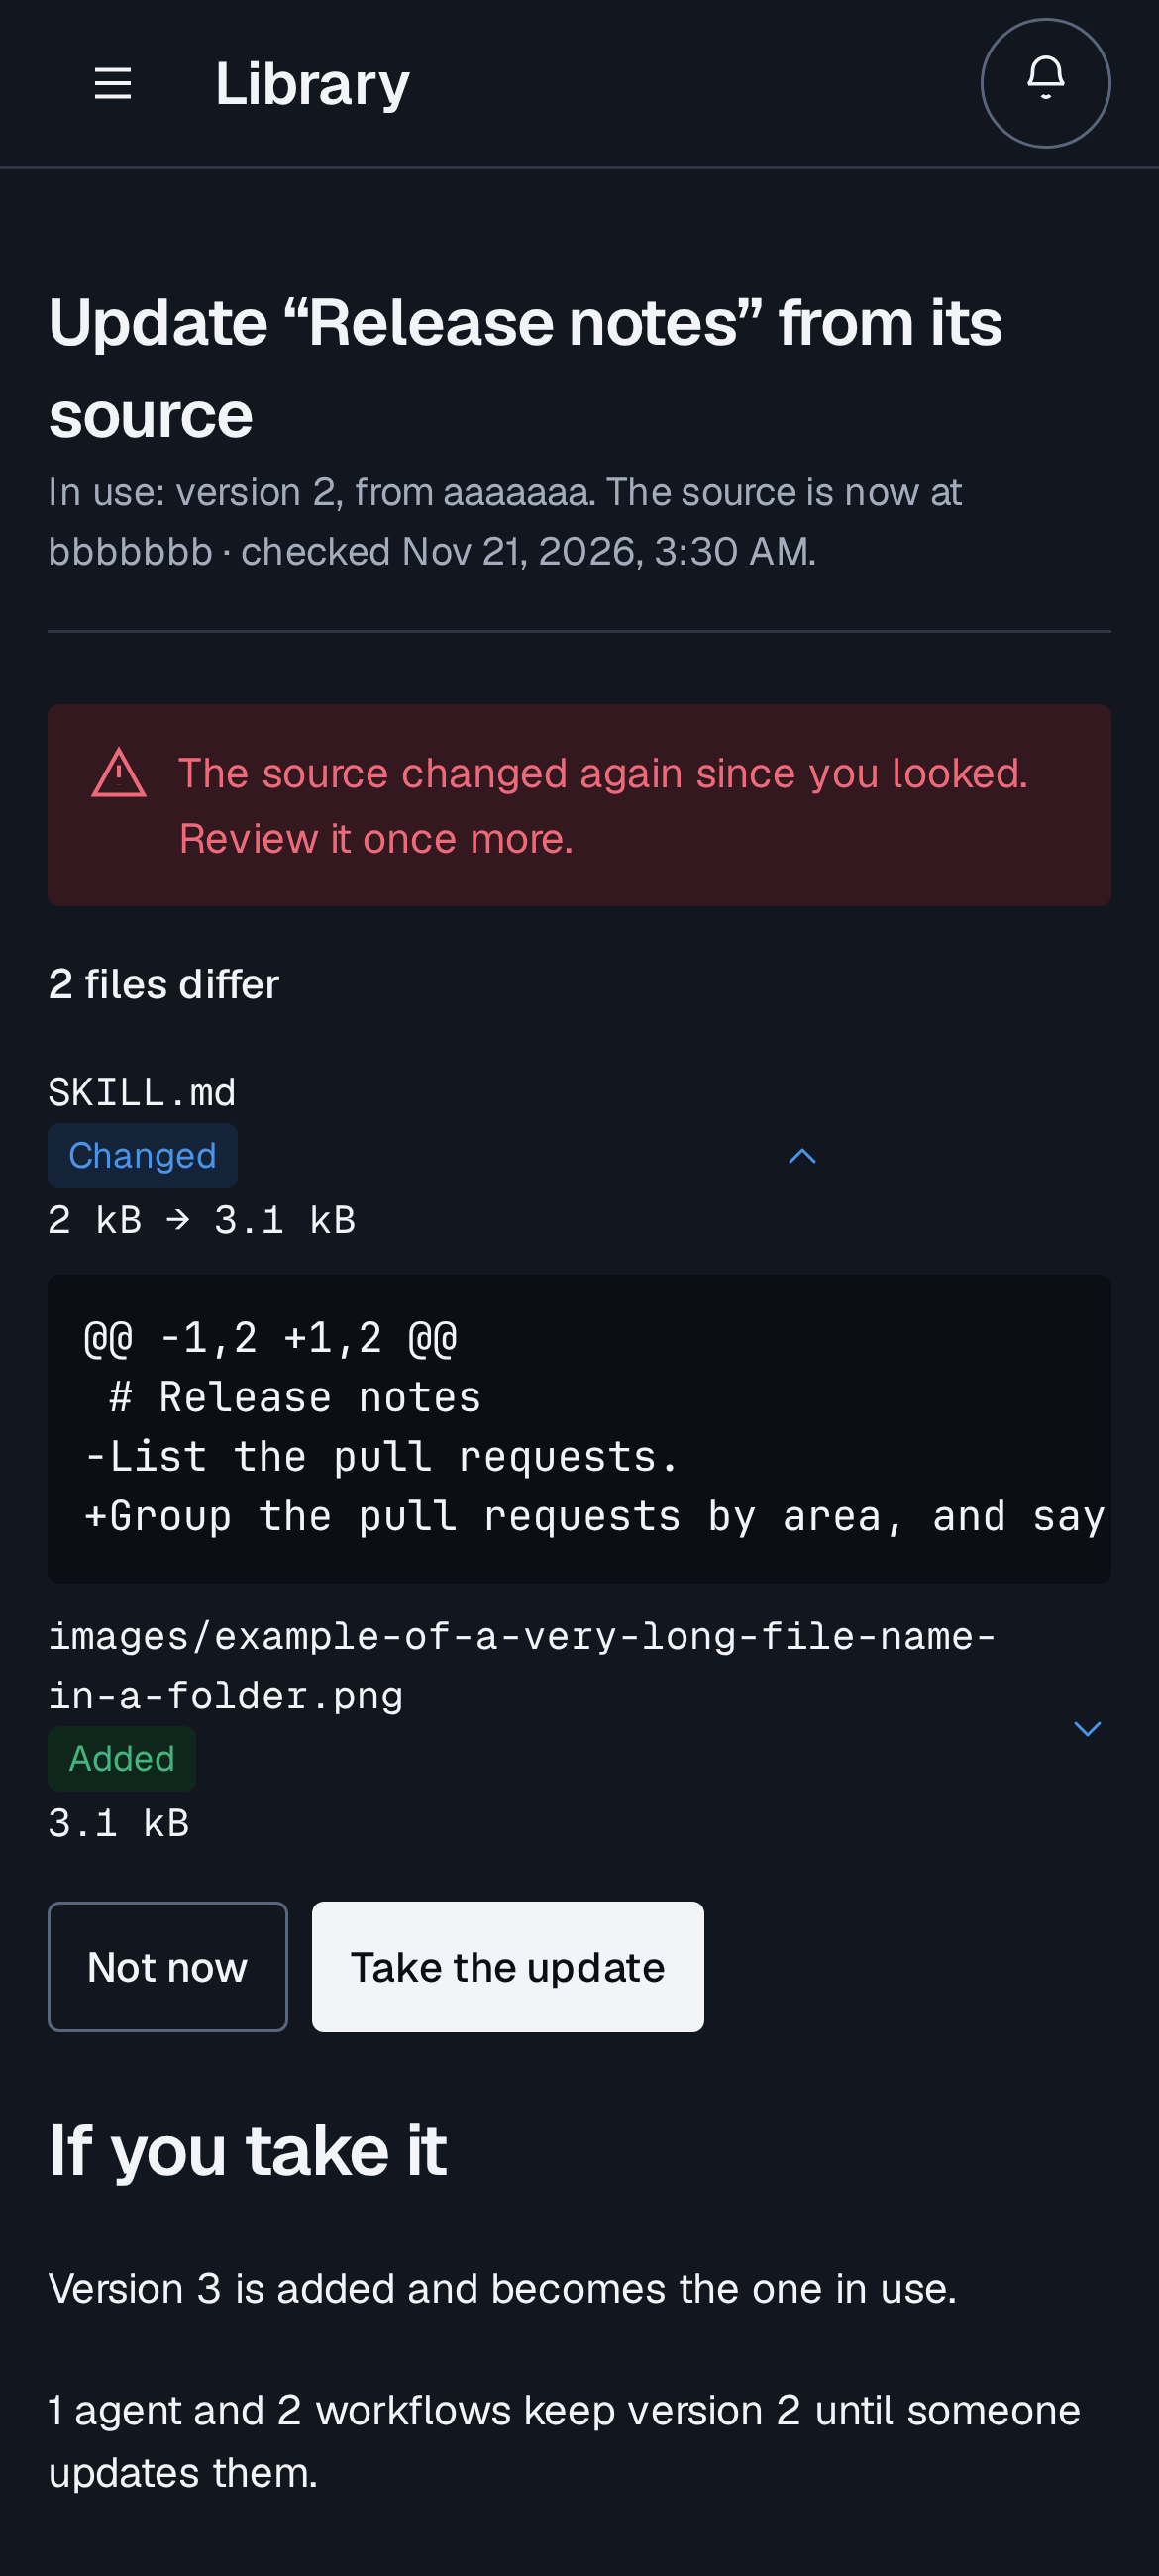 Library
Update “Release notes” from its
source
In use: version 2, from aaaaaaa. The source is now at
bbbbbbb · checked Nov 21, 2026, 3:30 AM.
The source changed again since you looked.
Review it once more.
2 files differ
SKILL.md
Changed
2 kB → 3.1 kB
@@ -1,2 +1,2 @@
 # Release notes
-List the pull requests.
+Group the pull requests by area, and say
images/example-of-a-very-long-file-name-
in-a-folder.png
Added
3.1 kB
Not now
Take the update
If you take it
Version 3 is added and becomes the one in use.
1 agent and 2 workflows keep version 2 until someone
updates them.